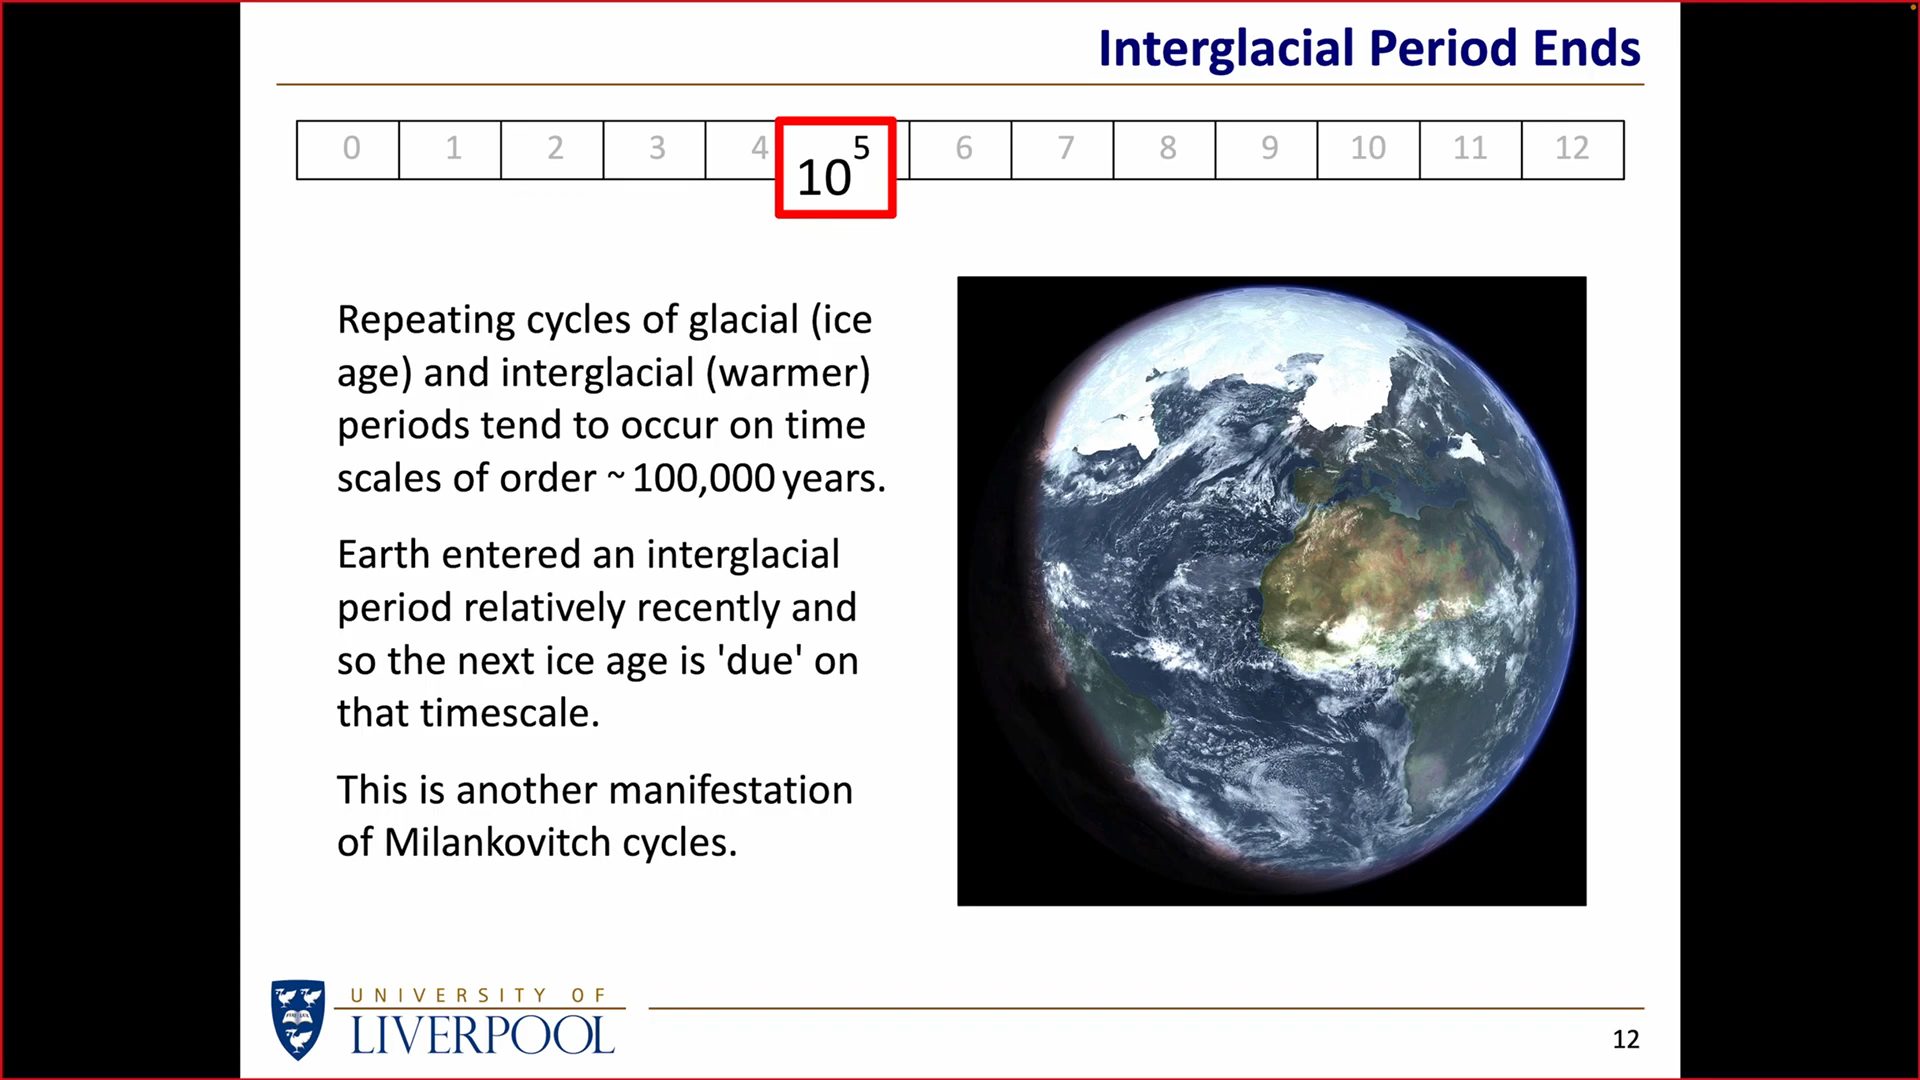 Interglacial Period Ends
0 1 2 3 4 10^5 6 7 8 9 10 11 12
Repeating cycles of glacial (ice
age) and interglacial (warmer)
periods tend to occur on time
scales of order ~ 100,000 years.
Earth entered an interglacial
period relatively recently and
so the next ice age is 'due' on
that timescale.
This is another manifestation
of Milankovitch cycles.
UNIVERSITY OF
LIVERPOOL
12